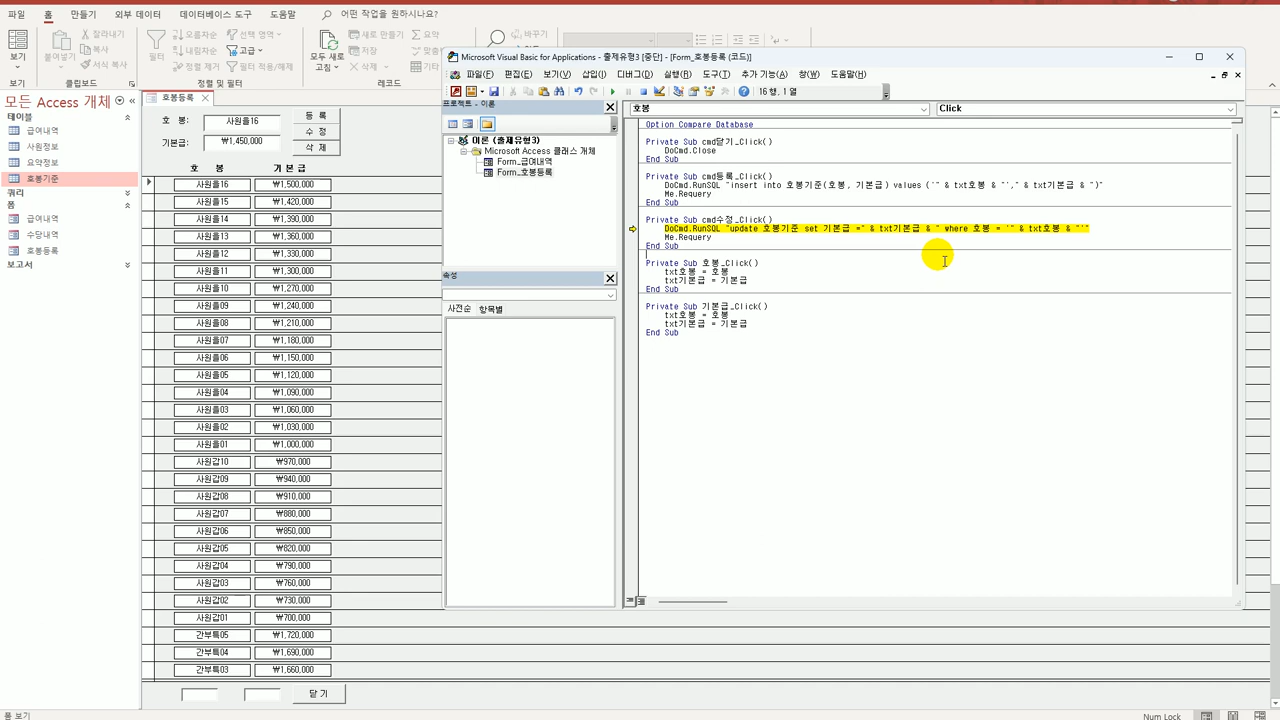 파일 홈 만들기 외부 데이터 데이터베이스 도구 도움말 어떤 작업을 원하시나요?
보기
붙여넣기
잘라내기
복사
서식 복사
필터
오름차순
내림차순
정렬 제거
선택 영역
고급
필터 적용/해제
모두 새로 고침
새로 만들기
저장
삭제
요약
바꾸기
보기 클립보드 정렬 및 필터 레코드
모든 Access 개체
테이블
급여내역
사원정보
요약정보
호봉기준
쿼리
폼
급여내역
수당내역
호봉등록
보고서
호봉등록
호 봉: 사원을16 등 록
기본급: ₩1,450,000 수 정
삭 제
호 봉 기 본 급
사원을16 ₩1,500,000
사원을15 ₩1,420,000
사원을14 ₩1,390,000
사원을13 ₩1,360,000
사원을12 ₩1,330,000
사원을11 ₩1,300,000
사원을10 ₩1,270,000
사원을09 ₩1,240,000
사원을08 ₩1,210,000
사원을07 ₩1,180,000
사원을06 ₩1,150,000
사원을05 ₩1,120,000
사원을04 ₩1,090,000
사원을03 ₩1,060,000
사원을02 ₩1,030,000
사원을01 ₩1,000,000
사원갑10 ₩970,000
사원갑09 ₩940,000
사원갑08 ₩910,000
사원갑07 ₩880,000
사원갑06 ₩850,000
사원갑05 ₩820,000
사원갑04 ₩790,000
사원갑03 ₩760,000
사원갑02 ₩730,000
사원갑01 ₩700,000
간부특05 ₩1,720,000
간부특04 ₩1,690,000
간부특03 ₩1,660,000
닫 기
Microsoft Visual Basic for Applications - 출제유형3 [중단] - [Form_호봉등록 (코드)]
파일(F) 편집(E) 보기(V) 삽입(I) 디버그(D) 실행(R) 도구(T) 추가 기능(A) 창(W) 도움말(H)
16 행, 1 열
프로젝트 - 이론
이론 (출제유형3)
Microsoft Access 클래스 개체
Form_급여내역
Form_호봉등록
속성
사전순 항목별
호봉 Click
Option Compare Database
Private Sub cmd닫기_Click()
DoCmd.Close
End Sub
Private Sub cmd등록_Click()
DoCmd.RunSQL "insert into 호봉기준(호봉, 기본급) values ('" & txt호봉 & "'," & txt기본급 & ")"
Me.Requery
End Sub
Private Sub cmd수정_Click()
DoCmd.RunSQL "update 호봉기준 set 기본급 =" & txt기본급 & " where 호봉 = '" & txt호봉 & "'"
Me.Requery
End Sub
Private Sub 호봉_Click()
txt호봉 = 호봉
txt기본급 = 기본급
End Sub
Private Sub 기본급_Click()
txt호봉 = 호봉
txt기본급 = 기본급
End Sub
폼 보기 Num Lock